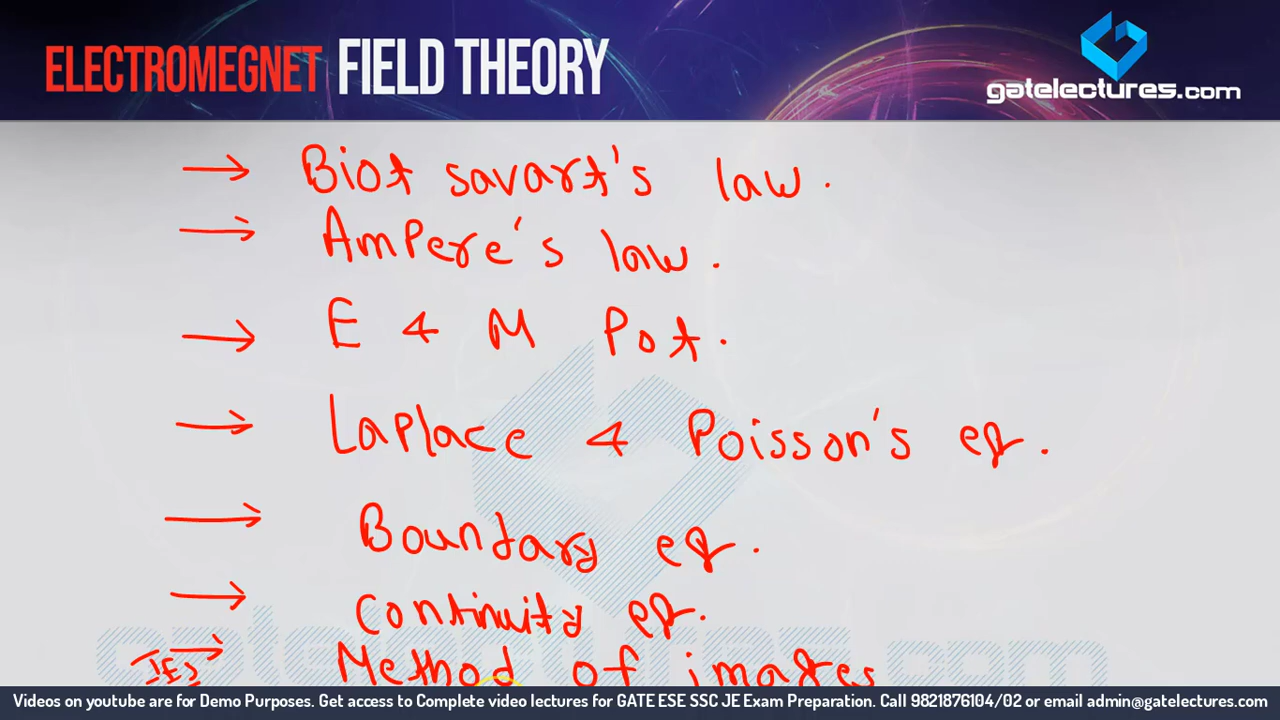 ELECTROMEGNET FIELD THEORY
gatelectures.com
→ Biot savart's law.
→ Ampere's law.
→ E & M Pot.
→ Laplace & Poisson's eq.
→ Boundary eq.
→ Continuity eq.
IES → Method of images
gatelectures.com
Videos on youtube are for Demo Purposes. Get access to Complete video lectures for GATE ESE SSC JE Exam Preparation. Call 9821876104/02 or email admin@gatelectures.com